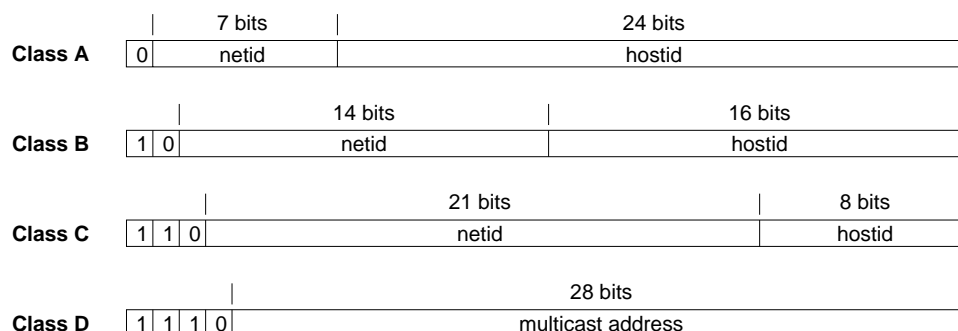 7 bits 24 bits
Class A 0 netid hostid
14 bits 16 bits
Class B 1 0 netid hostid
21 bits 8 bits
Class C 1 1 0 netid hostid
28 bits
Class D 1 1 1 0 multicast address